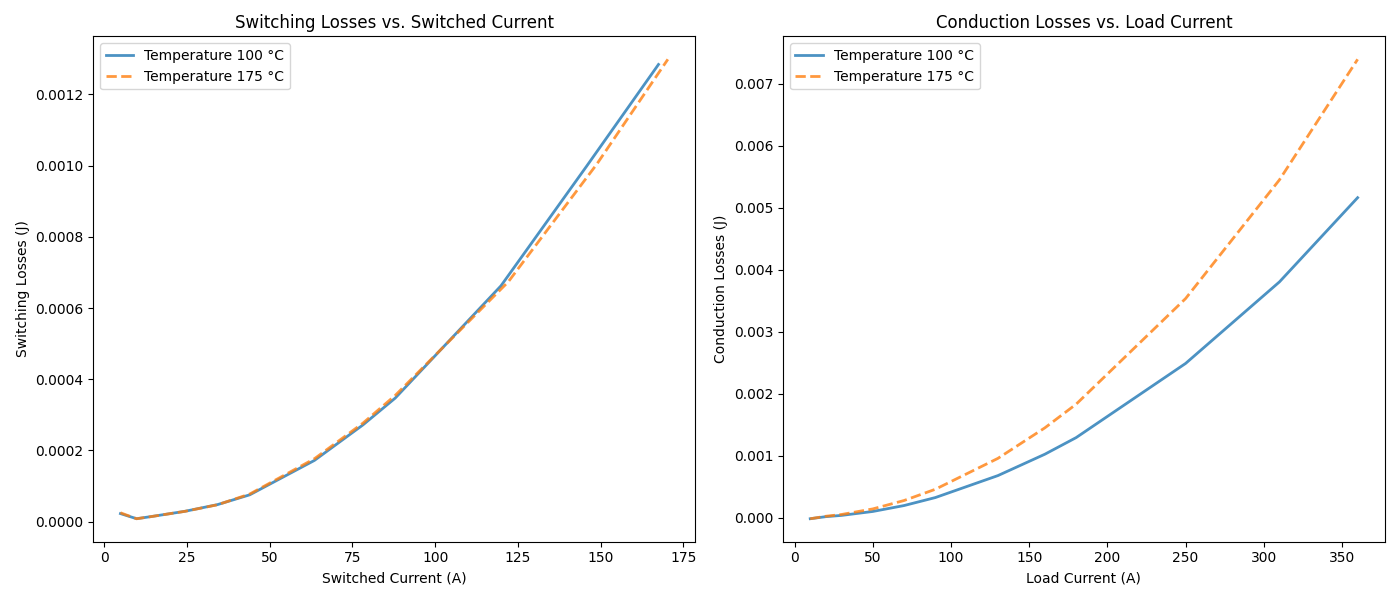 Switching Losses vs. Switched Current
Temperature 100 °C
Temperature 175 °C
Switching Losses (J)
0.0012
0.0010
0.0008
0.0006
0.0004
0.0002
0.0000
0 25 50 75 100 125 150 175
Switched Current (A)
Conduction Losses vs. Load Current
Temperature 100 °C
Temperature 175 °C
Conduction Losses (J)
0.007
0.006
0.005
0.004
0.003
0.002
0.001
0.000
0 50 100 150 200 250 300 350
Load Current (A)